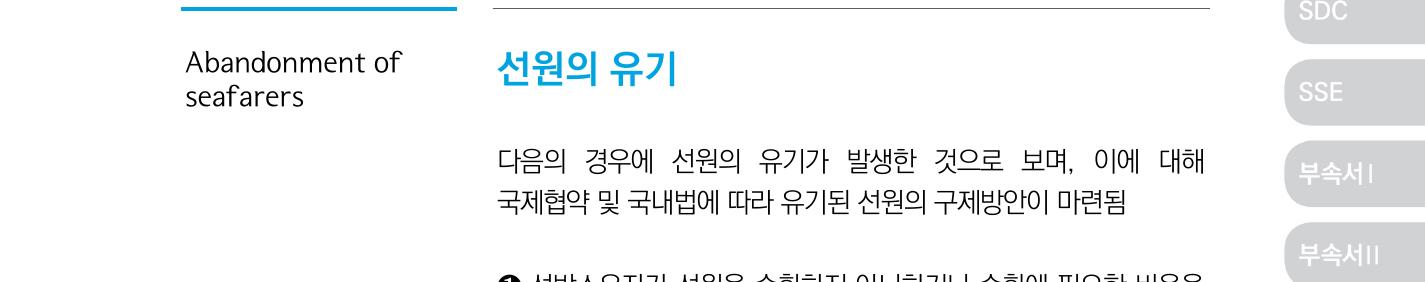 SDC
Abandonment of
seafarers
선원의 유기
SSE
다음의 경우에 선원의 유기가 발생한 것으로 보며, 이에 대해
국제협약 및 국내법에 따라 유기된 선원의 구제방안이 마련됨
부속서Ⅰ
부속서Ⅱ